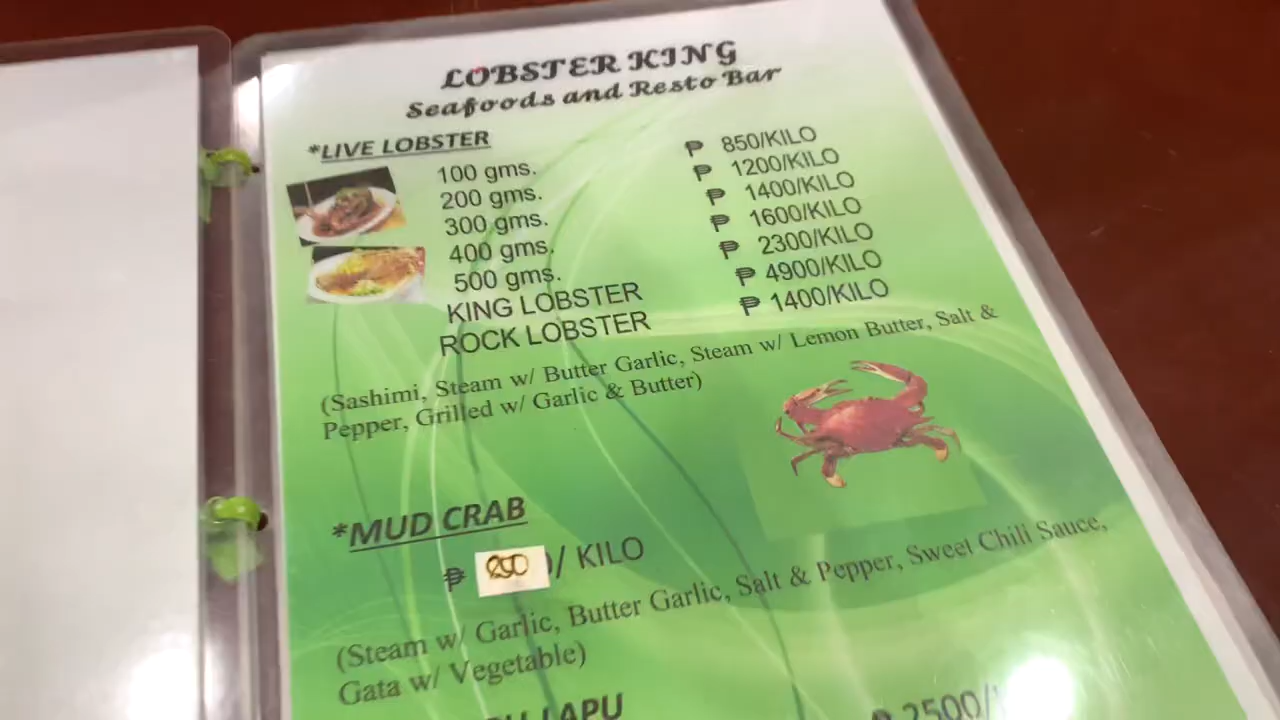 LOBSTER KING
Seafoods and Resto Bar
*LIVE LOBSTER
100 gms. ₱ 850/KILO
200 gms. ₱ 1200/KILO
300 gms. ₱ 1400/KILO
400 gms. ₱ 1600/KILO
500 gms. ₱ 2300/KILO
KING LOBSTER ₱ 4900/KILO
ROCK LOBSTER ₱ 1400/KILO
(Sashimi, Steam w/ Butter Garlic, Steam w/ Lemon Butter, Salt &
Pepper, Grilled w/ Garlic & Butter)
*MUD CRAB
₱ / KILO
(Steam w/ Garlic, Butter Garlic, Salt & Pepper, Sweet Chili Sauce,
Gata w/ Vegetable)
LAPU ₱ 2500/